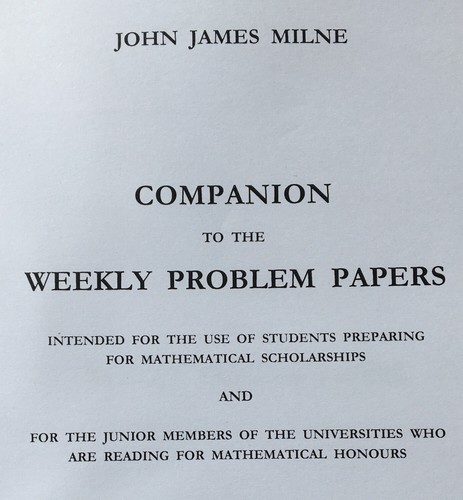 JOHN JAMES MILNE
COMPANION
TO THE
WEEKLY PROBLEM PAPERS
INTENDED FOR THE USE OF STUDENTS PREPARING
FOR MATHEMATICAL SCHOLARSHIPS
AND
FOR THE JUNIOR MEMBERS OF THE UNIVERSITIES WHO
ARE READING FOR MATHEMATICAL HONOURS